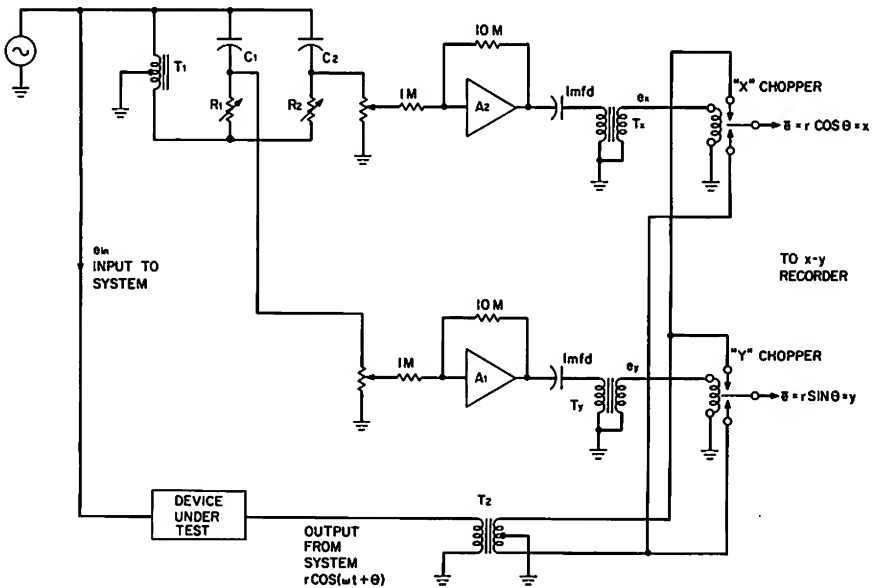 10 M
C1
C2
T1
R1
R2
1M
A2
1mfd
ex
Tx
"X"
CHOPPER
ē = r COS θ = x
ein
INPUT TO
SYSTEM
TO x-y
RECORDER
10 M
1M
A1
1mfd
ey
Ty
"Y" CHOPPER
ē = r SIN θ = y
DEVICE
UNDER
TEST
T2
OUTPUT
FROM
SYSTEM
rCOS(ωt + θ)